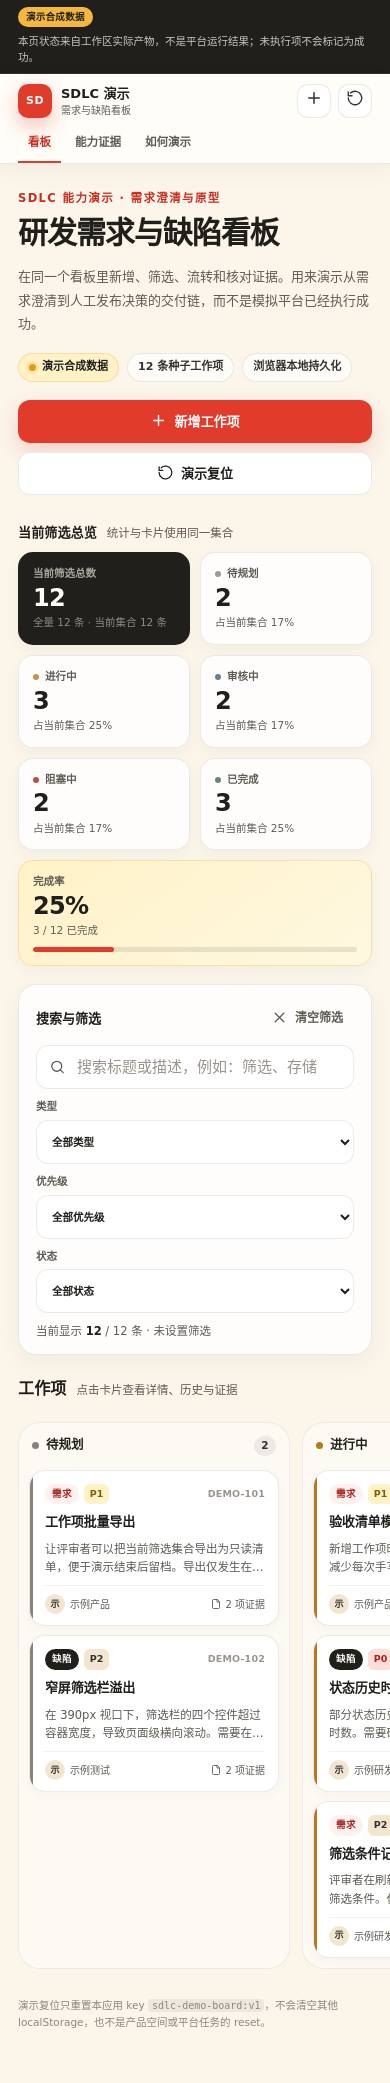 演示合成数据
本页状态来自工作区实际产物，不是平台运行结果；未执行项不会标记为成
功。
SD
SDLC 演示
需求与缺陷看板
看板
能力证据
如何演示
SDLC 能力演示 · 需求澄清与原型
研发需求与缺陷看板
在同一个看板里新增、筛选、流转和核对证据。用来演示从需
求澄清到人工发布决策的交付链，而不是模拟平台已经执行成
功。
演示合成数据
12 条种子工作项
浏览器本地持久化
新增工作项
演示复位
当前筛选总览 统计与卡片使用同一集合
当前筛选总数
12
全量 12 条 · 当前集合 12 条
待规划
2
占当前集合 17%
进行中
3
占当前集合 25%
审核中
2
占当前集合 17%
阻塞中
2
占当前集合 17%
已完成
3
占当前集合 25%
完成率
25%
3 / 12 已完成
搜索与筛选
清空筛选
搜索标题或描述，例如：筛选、存储
类型
全部类型
优先级
全部优先级
状态
全部状态
当前显示 12 / 12 条 · 未设置筛选
工作项 点击卡片查看详情、历史与证据
待规划
2
需求 P1 DEMO-101
工作项批量导出
让评审者可以把当前筛选集合导出为只读清
单，便于演示结束后留档。导出仅发生在…
示 示例产品 2 项证据
缺陷 P2 DEMO-102
窄屏筛选栏溢出
在 390px 视口下，筛选栏的四个控件超过
容器宽度，导致页面级横向滚动。需要在…
示 示例测试 2 项证据
进行中
需求 P1
验收清单模
新增工作项时
减少每次手写
示 示例产品
缺陷 P0
状态历史时
部分状态历史
时数。需要
示 示例研发
需求 P2
筛选条件记
评审者在刷新
筛选条件。
示 示例研发
演示复位只重置本应用 key sdlc-demo-board:v1，不会清空其他
localStorage，也不是产品空间或平台任务的 reset。